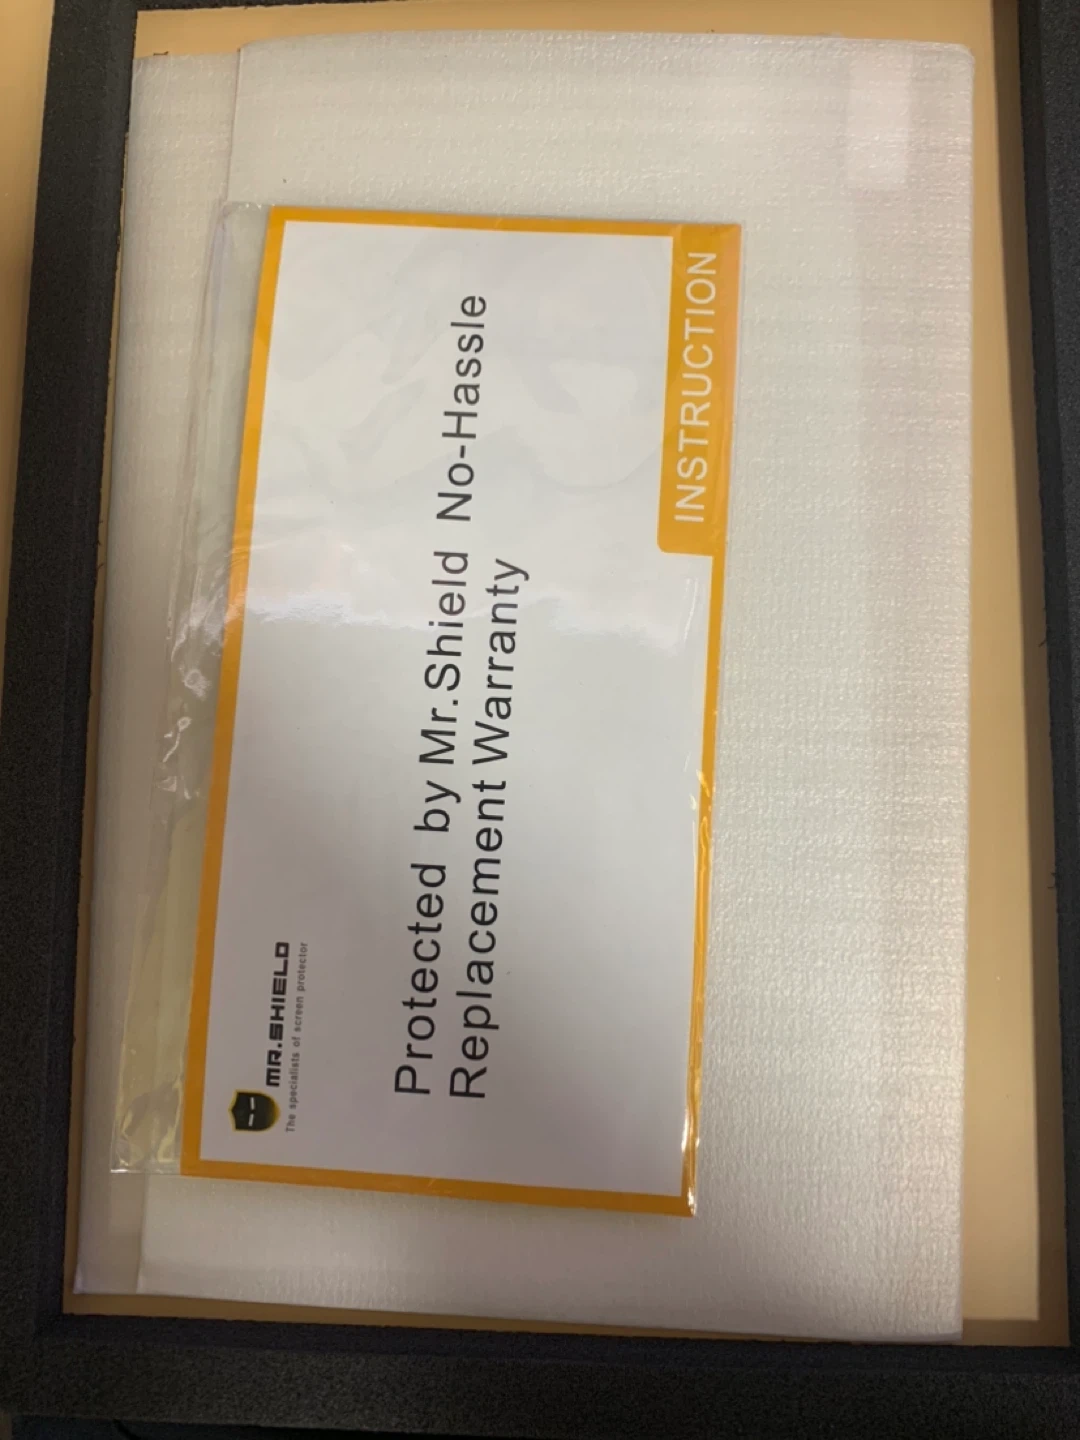 MR.SHIELD
The specialists of screen protector
Protected by Mr.Shield No-Hassle
Replacement Warranty
INSTRUCTION